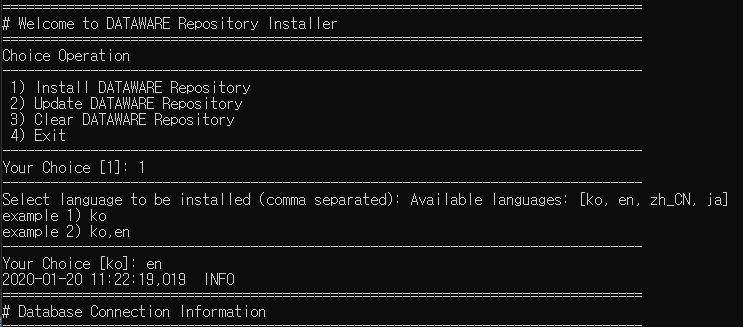 ================================================================================
# Welcome to DATAWARE Repository Installer
================================================================================
Choice Operation
--------------------------------------------------------------------------------
1) Install DATAWARE Repository
2) Update DATAWARE Repository
3) Clear DATAWARE Repository
4) Exit
--------------------------------------------------------------------------------
Your Choice [1]: 1
--------------------------------------------------------------------------------
Select language to be installed (comma separated): Available languages: [ko, en, zh_CN, ja]
example 1) ko
example 2) ko,en
--------------------------------------------------------------------------------
Your Choice [ko]: en
2020-01-20 11:22:19,019  INFO
================================================================================
# Database Connection Information
================================================================================